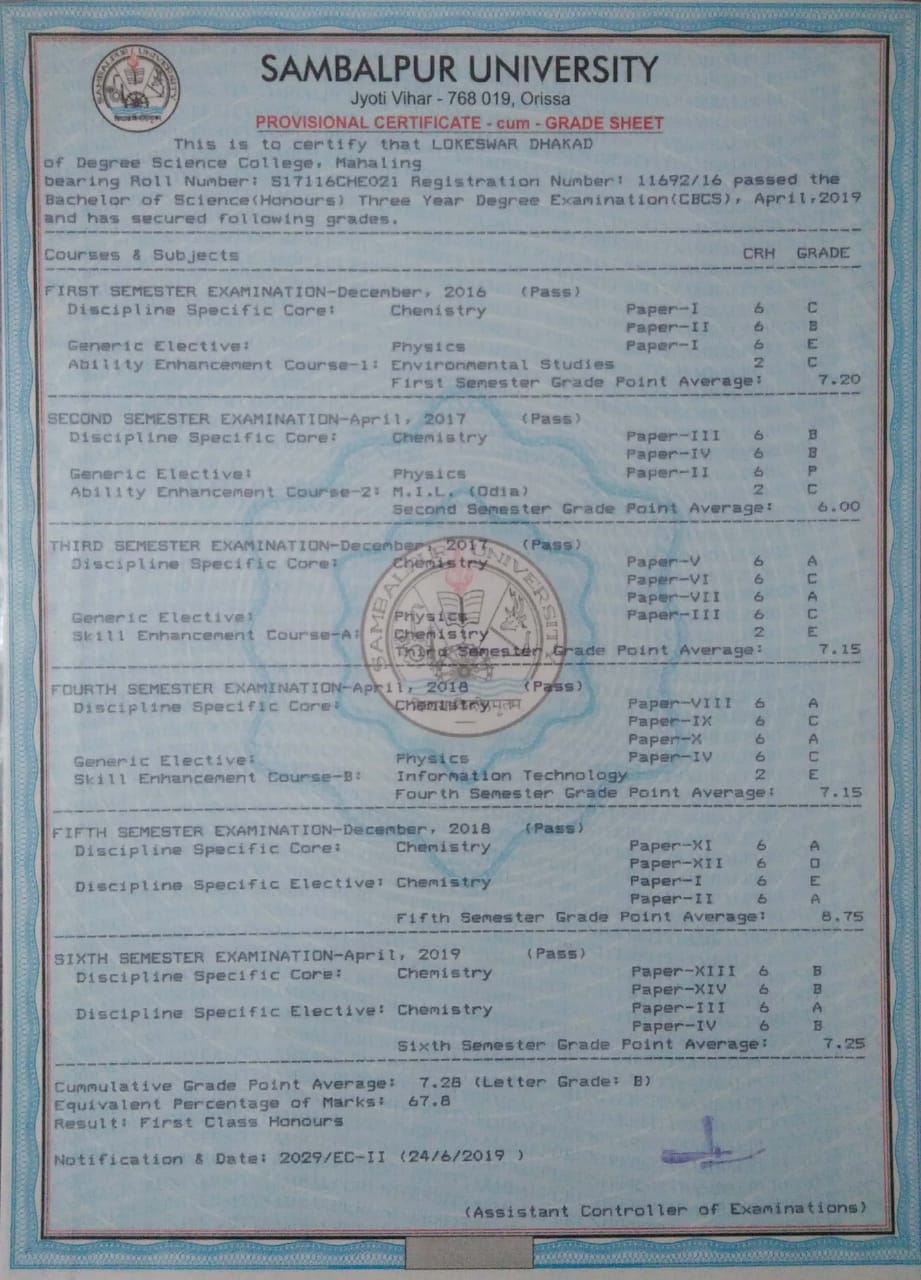 SAMBALPUR UNIVERSITY
Jyoti Vihar - 768 019, Orissa
PROVISIONAL CERTIFICATE - cum - GRADE SHEET
This is to certify that LOKESWAR DHAKAD
of Degree Science College, Mahaling
bearing Roll Number: S17116CHE021 Registration Number: 11692/16 passed the
Bachelor of Science(Honours) Three Year Degree Examination(CBCS), April,2019
and has secured following grades.
Courses & Subjects CRH GRADE
FIRST SEMESTER EXAMINATION-December, 2016 (Pass)
Discipline Specific Core: Chemistry Paper-I 6 C
Paper-II 6 B
Generic Elective: Physics Paper-I 6 E
Ability Enhancement Course-1: Environmental Studies 2 C
First Semester Grade Point Average: 7.20
SECOND SEMESTER EXAMINATION-April, 2017 (Pass)
Discipline Specific Core: Chemistry Paper-III 6 B
Paper-IV 6 B
Generic Elective: Physics Paper-II 6 P
Ability Enhancement Course-2: M.I.L. (Odia) 2 C
Second Semester Grade Point Average: 6.00
THIRD SEMESTER EXAMINATION-December, 2017 (Pass)
Discipline Specific Core: Chemistry Paper-V 6 A
Paper-VI 6 C
Paper-VII 6 A
Generic Elective: Physics Paper-III 6 C
Skill Enhancement Course-A: Chemistry 2 E
Third Semester Grade Point Average: 7.15
SAMBALPUR UNIVERSITY
FOURTH SEMESTER EXAMINATION-April, 2018 (Pass)
Discipline Specific Core: Chemistry Paper-VIII 6 A
Paper-IX 6 C
Paper-X 6 A
Generic Elective: Physics Paper-IV 6 C
Skill Enhancement Course-B: Information Technology 2 E
Fourth Semester Grade Point Average: 7.15
FIFTH SEMESTER EXAMINATION-December, 2018 (Pass)
Discipline Specific Core: Chemistry Paper-XI 6 A
Paper-XII 6 O
Discipline Specific Elective: Chemistry Paper-I 6 E
Paper-II 6 A
Fifth Semester Grade Point Average: 8.75
SIXTH SEMESTER EXAMINATION-April, 2019 (Pass)
Discipline Specific Core: Chemistry Paper-XIII 6 B
Paper-XIV 6 B
Discipline Specific Elective: Chemistry Paper-III 6 A
Paper-IV 6 B
Sixth Semester Grade Point Average: 7.25
Cummulative Grade Point Average: 7.28 (Letter Grade: B)
Equivalent Percentage of Marks: 67.8
Result: First Class Honours
Notification & Date: 2029/EC-II (24/6/2019 )
(Assistant Controller of Examinations)